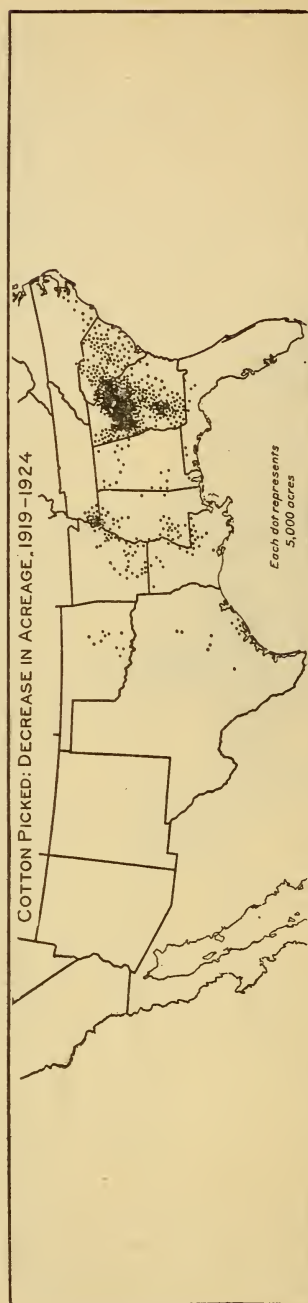 COTTON PICKED: DECREASE IN ACREAGE, 1919-1924
Each dot represents
5,000 acres